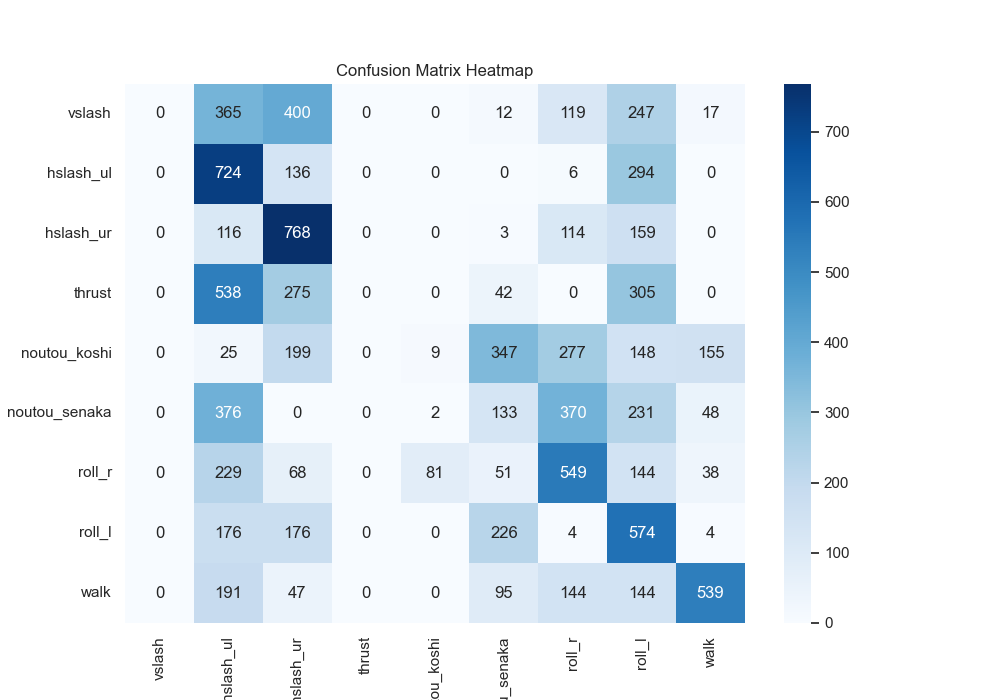 Confusion Matrix Heatmap
vslash 0 365 400 0 0 12 119 247 17
hslash_ul 0 724 136 0 0 0 6 294 0
hslash_ur 0 116 768 0 0 3 114 159 0
thrust 0 538 275 0 0 42 0 305 0
noutou_koshi 0 25 199 0 9 347 277 148 155
noutou_senaka 0 376 0 0 2 133 370 231 48
roll_r 0 229 68 0 81 51 549 144 38
roll_l 0 176 176 0 0 226 4 574 4
walk 0 191 47 0 0 95 144 144 539
vslash
hslash_ul
hslash_ur
thrust
ou_koshi
u_senaka
roll_r
roll_l
walk
700
600
500
400
300
200
100
0